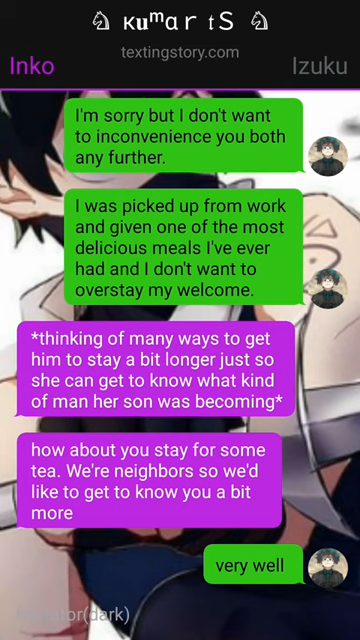 ♘ ĸuᵐαr tS ♘
textingstory.com
Inko Izuku
I'm sorry but I don't want
to inconvenience you both
any further.
I was picked up from work
and given one of the most
delicious meals I've ever
had and I don't want to
overstay my welcome.
*thinking of many ways to get
him to stay a bit longer just so
she can get to know what kind
of man her son was becoming*
how about you stay for some
tea. We're neighbors so we'd
like to get to know you a bit
more
very well